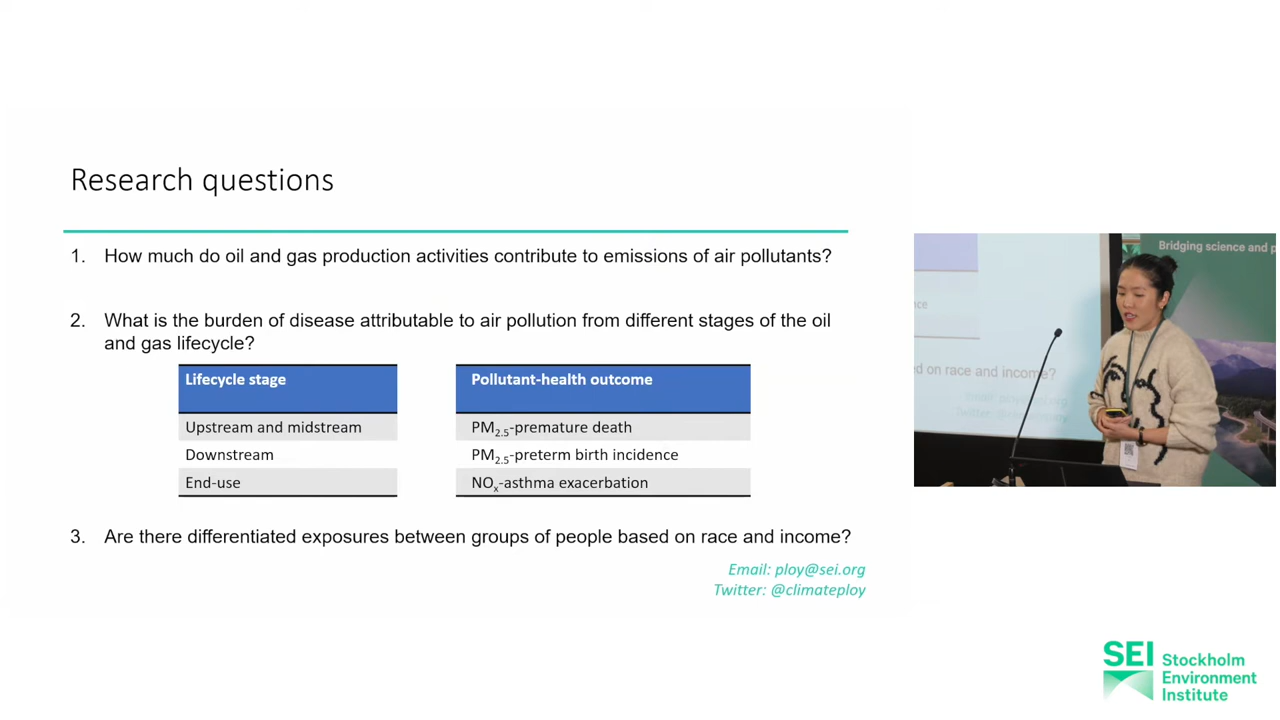 Research questions
1. How much do oil and gas production activities contribute to emissions of air pollutants?
2. What is the burden of disease attributable to air pollution from different stages of the oil
and gas lifecycle?
Lifecycle stage
Upstream and midstream
Downstream
End-use
Pollutant-health outcome
PM2.5-premature death
PM2.5-preterm birth incidence
NOx-asthma exacerbation
3. Are there differentiated exposures between groups of people based on race and income?
Email: ploy@sei.org
Twitter: @climateploy
Bridging science and p
on race and income?
SEI Stockholm
Environment
Institute